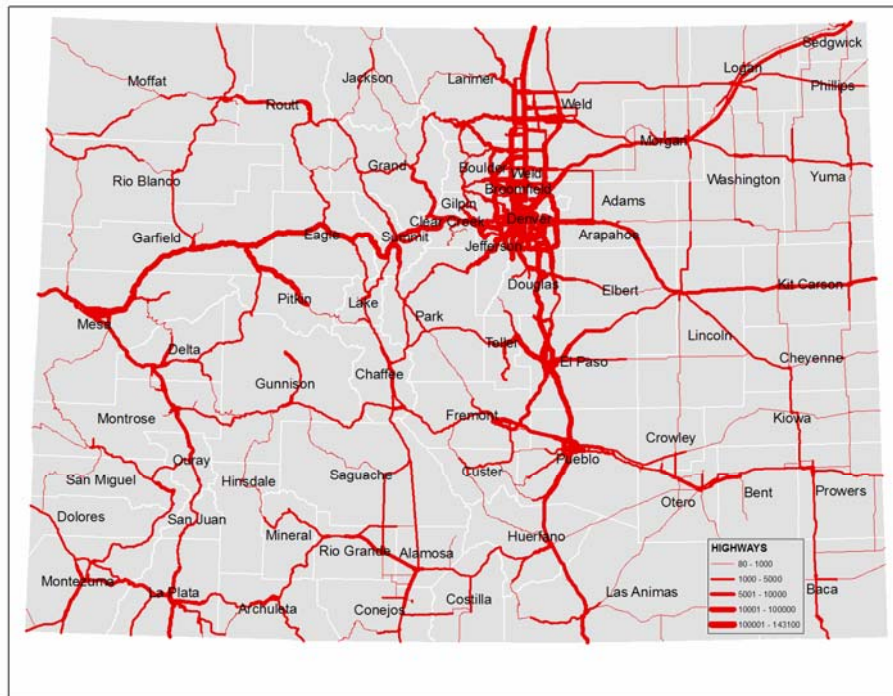 Sedgwick
Logan
Moffat
Jackson
Larimer
Phillips
Routt
Weld
Morgan
Grand
Boulder
Weld
Rio Blanco
Washington
Yuma
Broomfield
Gilpin
Adams
Clear Creek
Denver
Garfield
Eagle
Summit
Arapahoe
Jefferson
Douglas
Elbert
Kit Carson
Pitkin
Lake
Park
Mesa
Lincoln
Delta
Teller
El Paso
Cheyenne
Gunnison
Chaffee
Montrose
Fremont
Kiowa
Crowley
Ouray
Pueblo
San Miguel
Hinsdale
Saguache
Custer
Bent
Prowers
Otero
Dolores
San Juan
Mineral
Huerfano
Rio Grande
Alamosa
HIGHWAYS
80 - 1000
1000 - 5000
5001 - 10000
10001 - 100000
100001 - 143100
Montezuma
La Plata
Archuleta
Conejos
Costilla
Las Animas
Baca